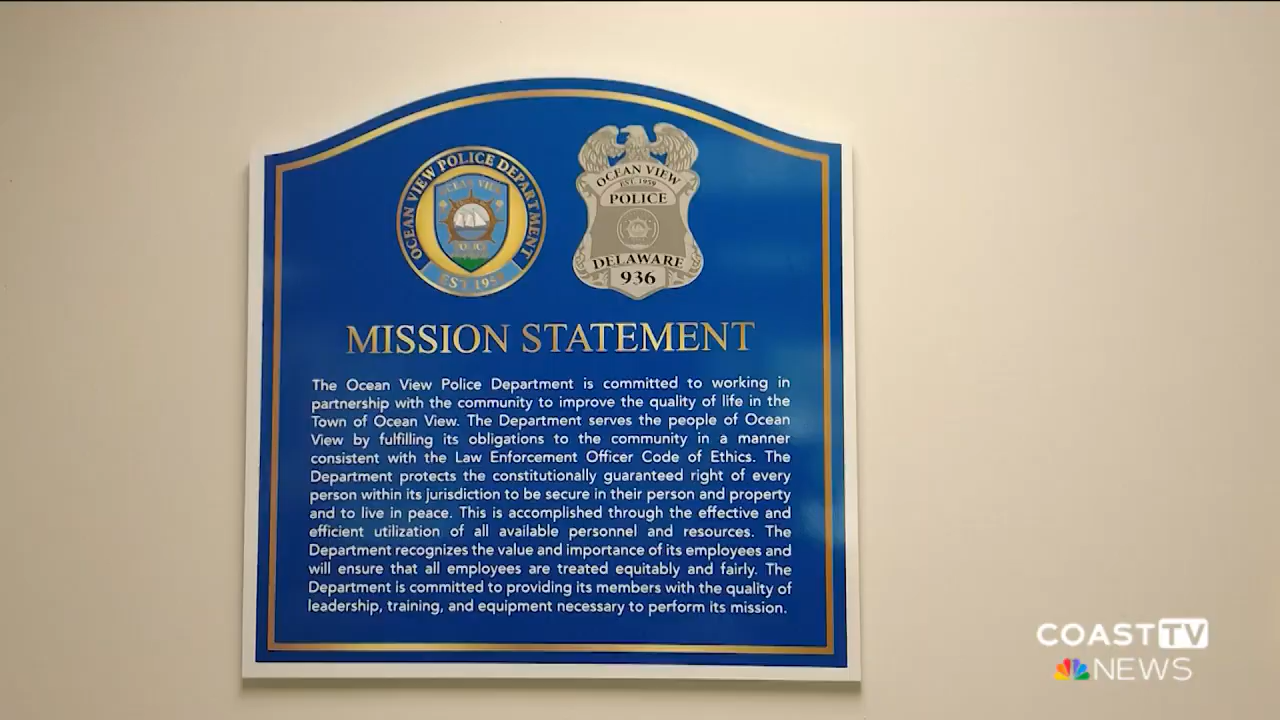 OCEAN VIEW POLICE DEPARTMENT
OCEAN VIEW
OCEAN VIEW
EST. 1959
POLICE
DELAWARE
936
MISSION STATEMENT
The Ocean View Police Department is committed to working in
partnership with the community to improve the quality of life in the
Town of Ocean View. The Department serves the people of Ocean
View by fulfilling its obligations to the community in a manner
consistent with the Law Enforcement Officer Code of Ethics. The
Department protects the constitutionally guaranteed right of every
person within its jurisdiction to be secure in their person and property
and to live in peace. This is accomplished through the effective and
efficient utilization of all available personnel and resources. The
Department recognizes the value and importance of its employees and
will ensure that all employees are treated equitably and fairly. The
Department is committed to providing its members with the quality of
leadership, training, and equipment necessary to perform its mission.
COAST TV
NEWS